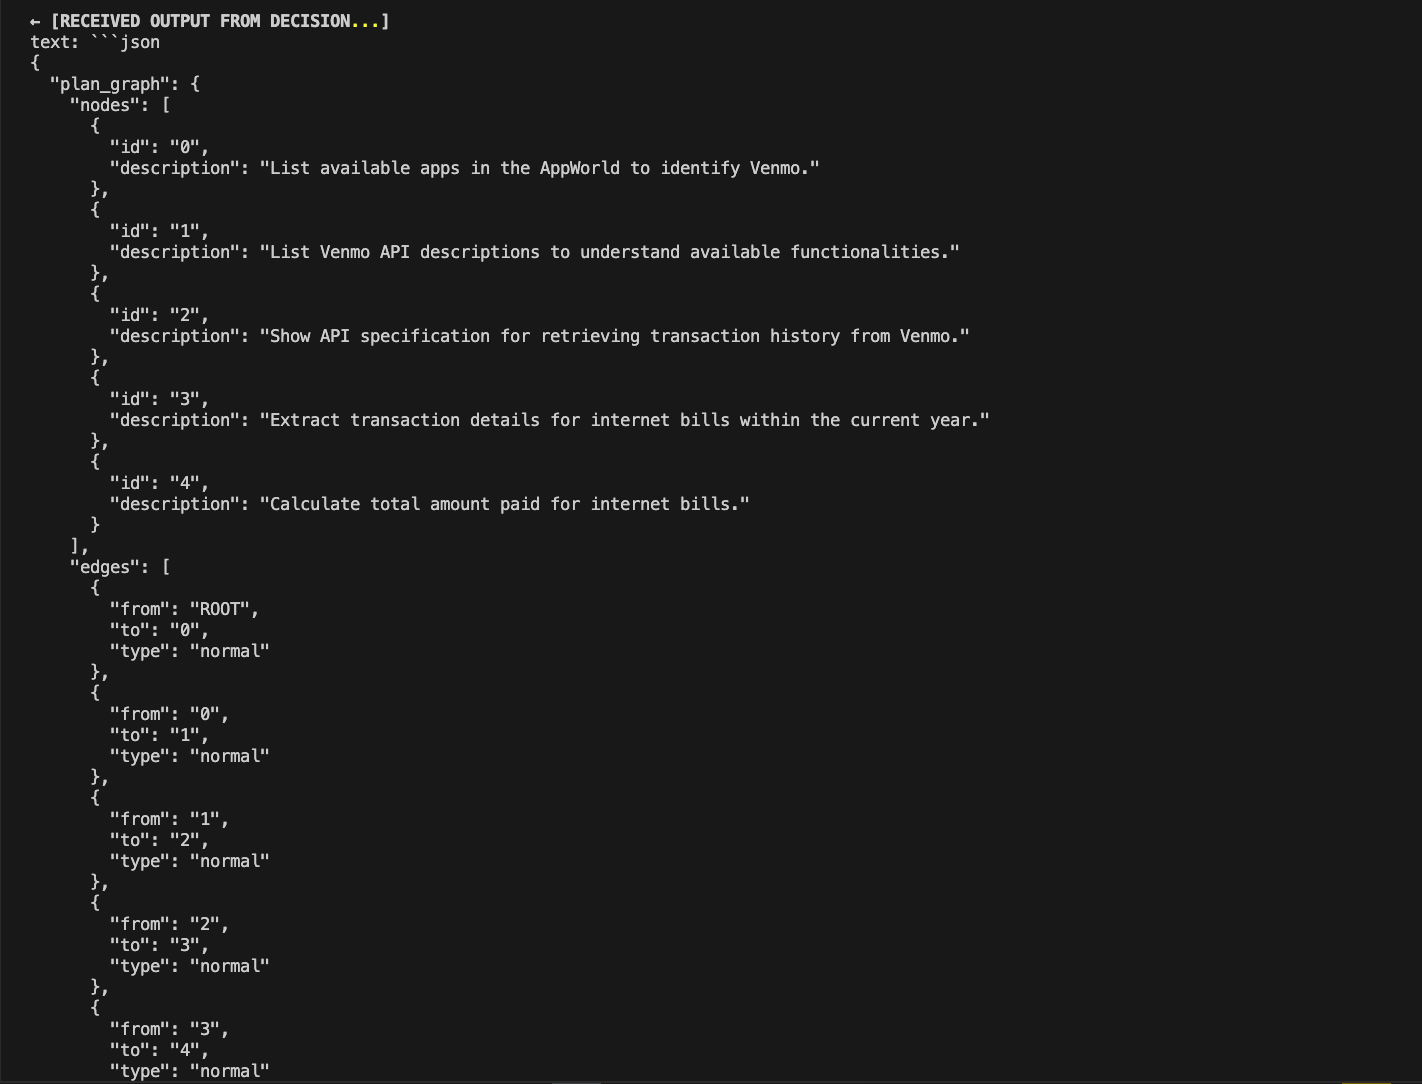 ← [RECEIVED OUTPUT FROM DECISION...]
text: ```json
{
  "plan_graph": {
    "nodes": [
      {
        "id": "0",
        "description": "List available apps in the AppWorld to identify Venmo."
      },
      {
        "id": "1",
        "description": "List Venmo API descriptions to understand available functionalities."
      },
      {
        "id": "2",
        "description": "Show API specification for retrieving transaction history from Venmo."
      },
      {
        "id": "3",
        "description": "Extract transaction details for internet bills within the current year."
      },
      {
        "id": "4",
        "description": "Calculate total amount paid for internet bills."
      }
    ],
    "edges": [
      {
        "from": "ROOT",
        "to": "0",
        "type": "normal"
      },
      {
        "from": "0",
        "to": "1",
        "type": "normal"
      },
      {
        "from": "1",
        "to": "2",
        "type": "normal"
      },
      {
        "from": "2",
        "to": "3",
        "type": "normal"
      },
      {
        "from": "3",
        "to": "4",
        "type": "normal"